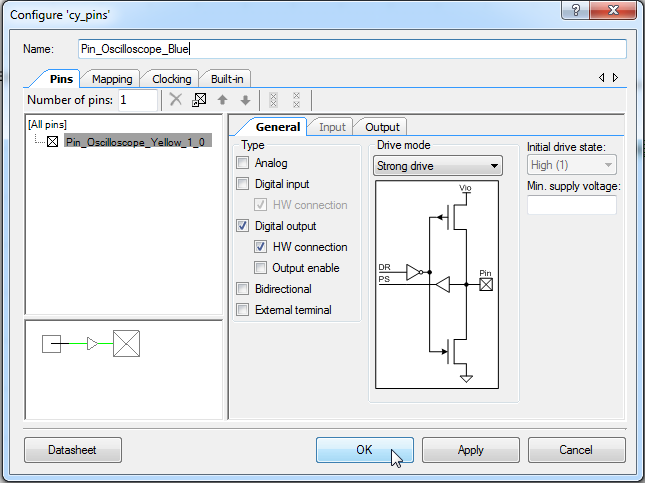 Configure 'cy_pins'
?
Name: Pin_Oscilloscope_Blue
Pins Mapping Clocking Built-in
Number of pins: 1
[All pins]
Pin_Oscilloscope_Yellow_1_0
General Input Output
Type
Analog
Digital input
HW connection
Digital output
HW connection
Output enable
Bidirectional
External terminal
Drive mode
Strong drive
Vio
DR
PS
Pin
Initial drive state:
High (1)
Min. supply voltage:
Datasheet OK Apply Cancel